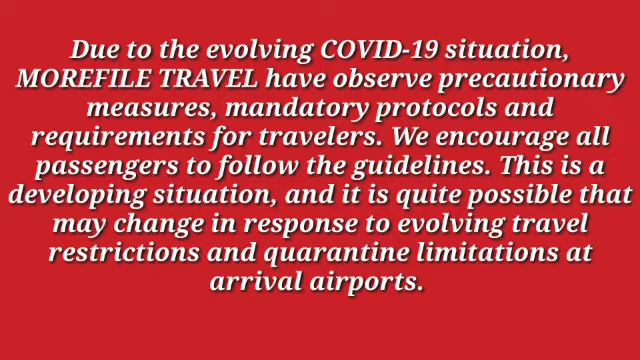 Due to the evolving COVID-19 situation,
MOREFILE TRAVEL have observe precautionary
measures, mandatory protocols and
requirements for travelers. We encourage all
passengers to follow the guidelines. This is a
developing situation, and it is quite possible that
may change in response to evolving travel
restrictions and quarantine limitations at
arrival airports.